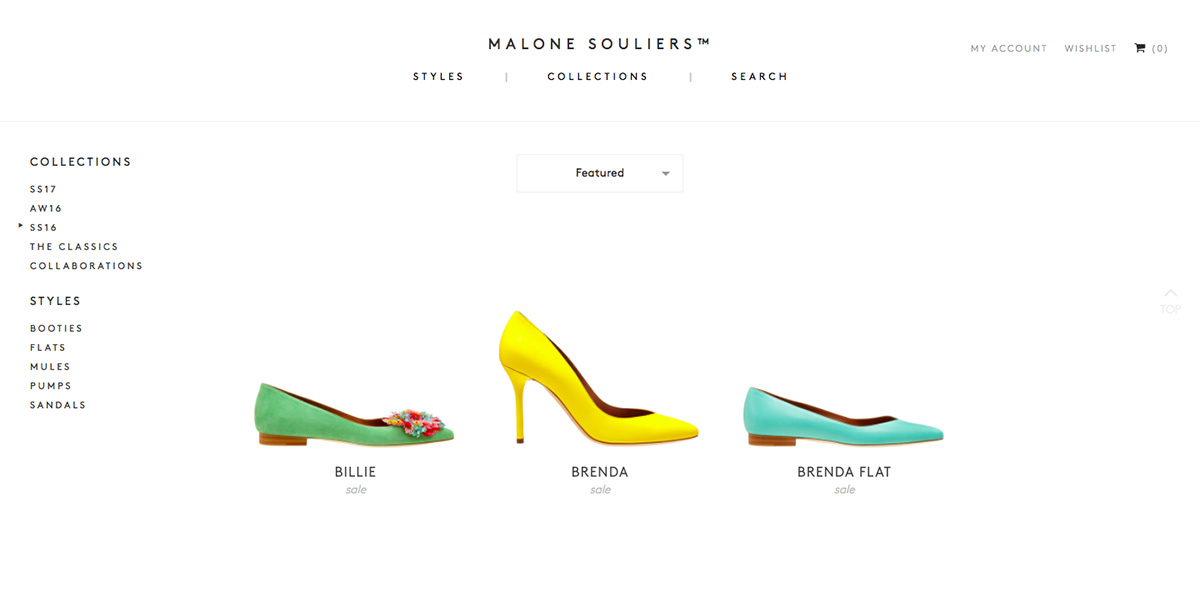 MALONE SOULIERS™
MY ACCOUNT WISHLIST (0)
STYLES | COLLECTIONS | SEARCH
COLLECTIONS
SS17
AW16
SS16
THE CLASSICS
COLLABORATIONS
STYLES
BOOTIES
FLATS
MULES
PUMPS
SANDALS
Featured
TOP
BILLIE
sale
BRENDA
sale
BRENDA FLAT
sale